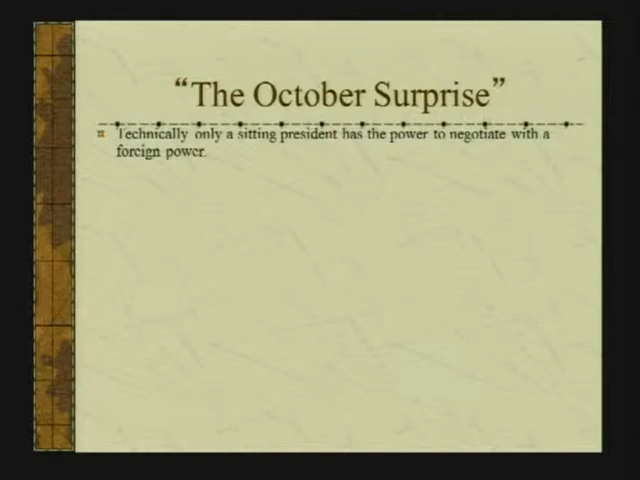 “The October Surprise”
Technically only a sitting president has the power to negotiate with a
foreign power.